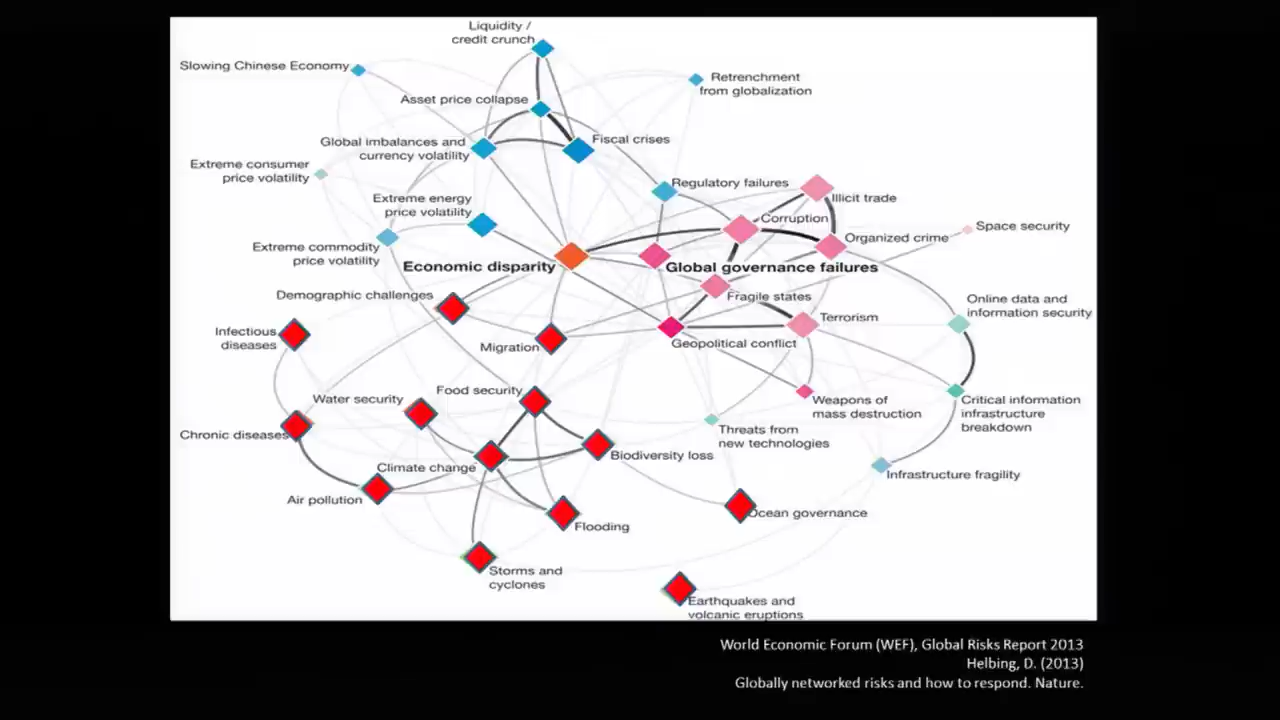 Liquidity /
credit crunch
Slowing Chinese Economy
Retrenchment
from globalization
Asset price collapse
Global imbalances and
currency volatility
Fiscal crises
Extreme consumer
price volatility
Regulatory failures
Illicit trade
Extreme energy
price volatility
Corruption
Space security
Extreme commodity
price volatility
Organized crime
Economic disparity
Global governance failures
Demographic challenges
Fragile states
Online data and
information security
Infectious
diseases
Migration
Terrorism
Geopolitical conflict
Food security
Water security
Weapons of
mass destruction
Critical information
infrastructure
breakdown
Chronic diseases
Threats from
new technologies
Climate change
Biodiversity loss
Infrastructure fragility
Air pollution
Flooding
Ocean governance
Storms and
cyclones
Earthquakes and
volcanic eruptions
World Economic Forum (WEF), Global Risks Report 2013
Helbing, D. (2013)
Globally networked risks and how to respond. Nature.